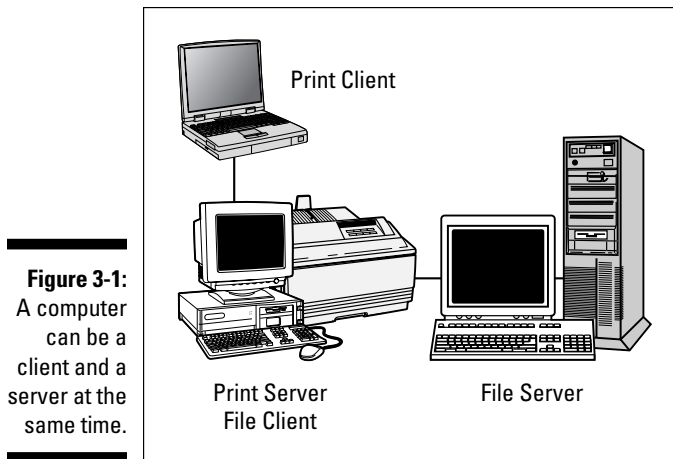 Print Client
Figure 3-1:
A computer
can be a
client and a
server at the
same time.
Print Server
File Client
File Server